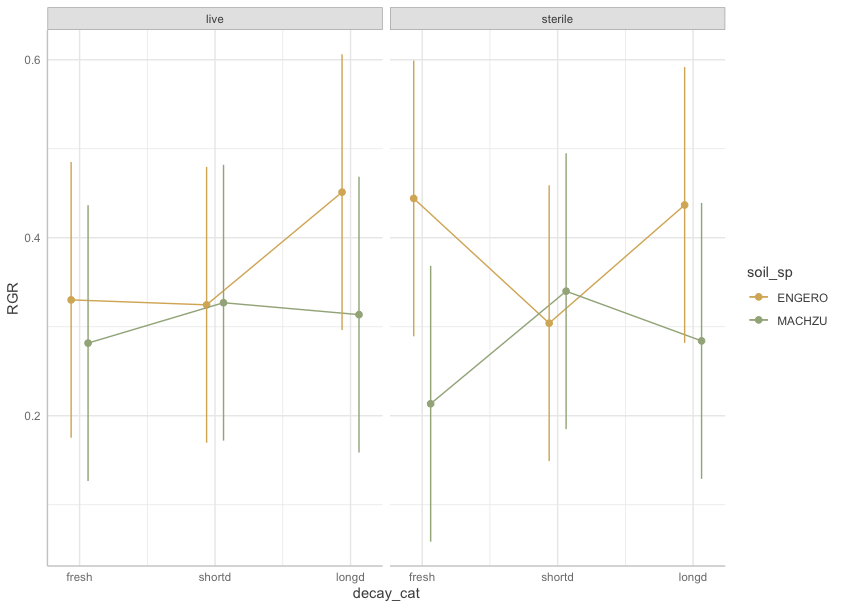 live
sterile
0.6
0.4
0.2
RGR
fresh
shortd
longd
fresh
shortd
longd
decay_cat
soil_sp
ENGERO
MACHZU